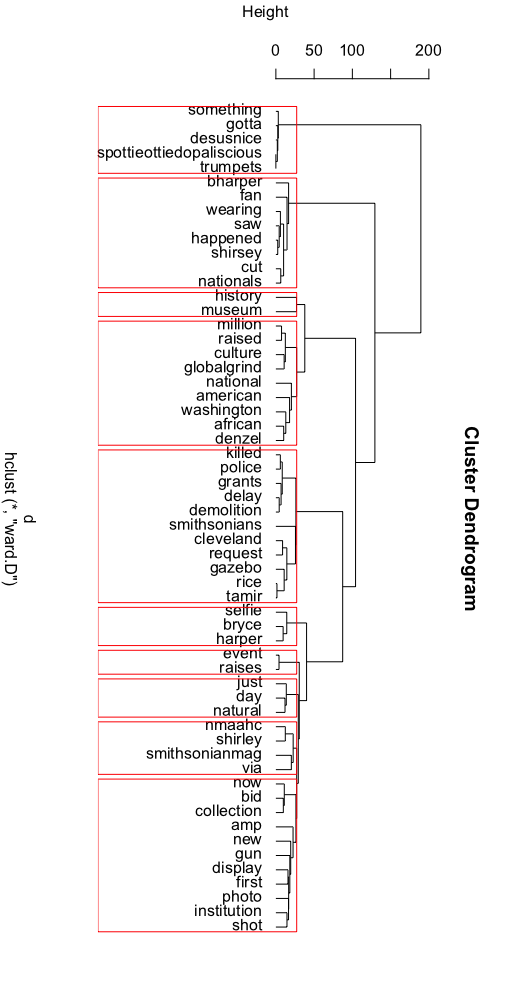 Height
0 50 100 200
something
gotta
desusnice
spottieottiedopaliscious
trumpets
bharper
fan
wearing
saw
happened
shirsey
cut
nationals
history
museum
million
raised
culture
globalgrind
national
american
washington
african
denzel
killed
police
grants
delay
demolition
smithsonians
cleveland
request
gazebo
rice
tamir
selfie
bryce
harper
event
raises
just
day
natural
nmaahc
shirley
smithsonianmag
via
now
bid
collection
amp
new
gun
display
first
photo
institution
shot
Cluster Dendrogram
d
hclust (*, "ward.D")